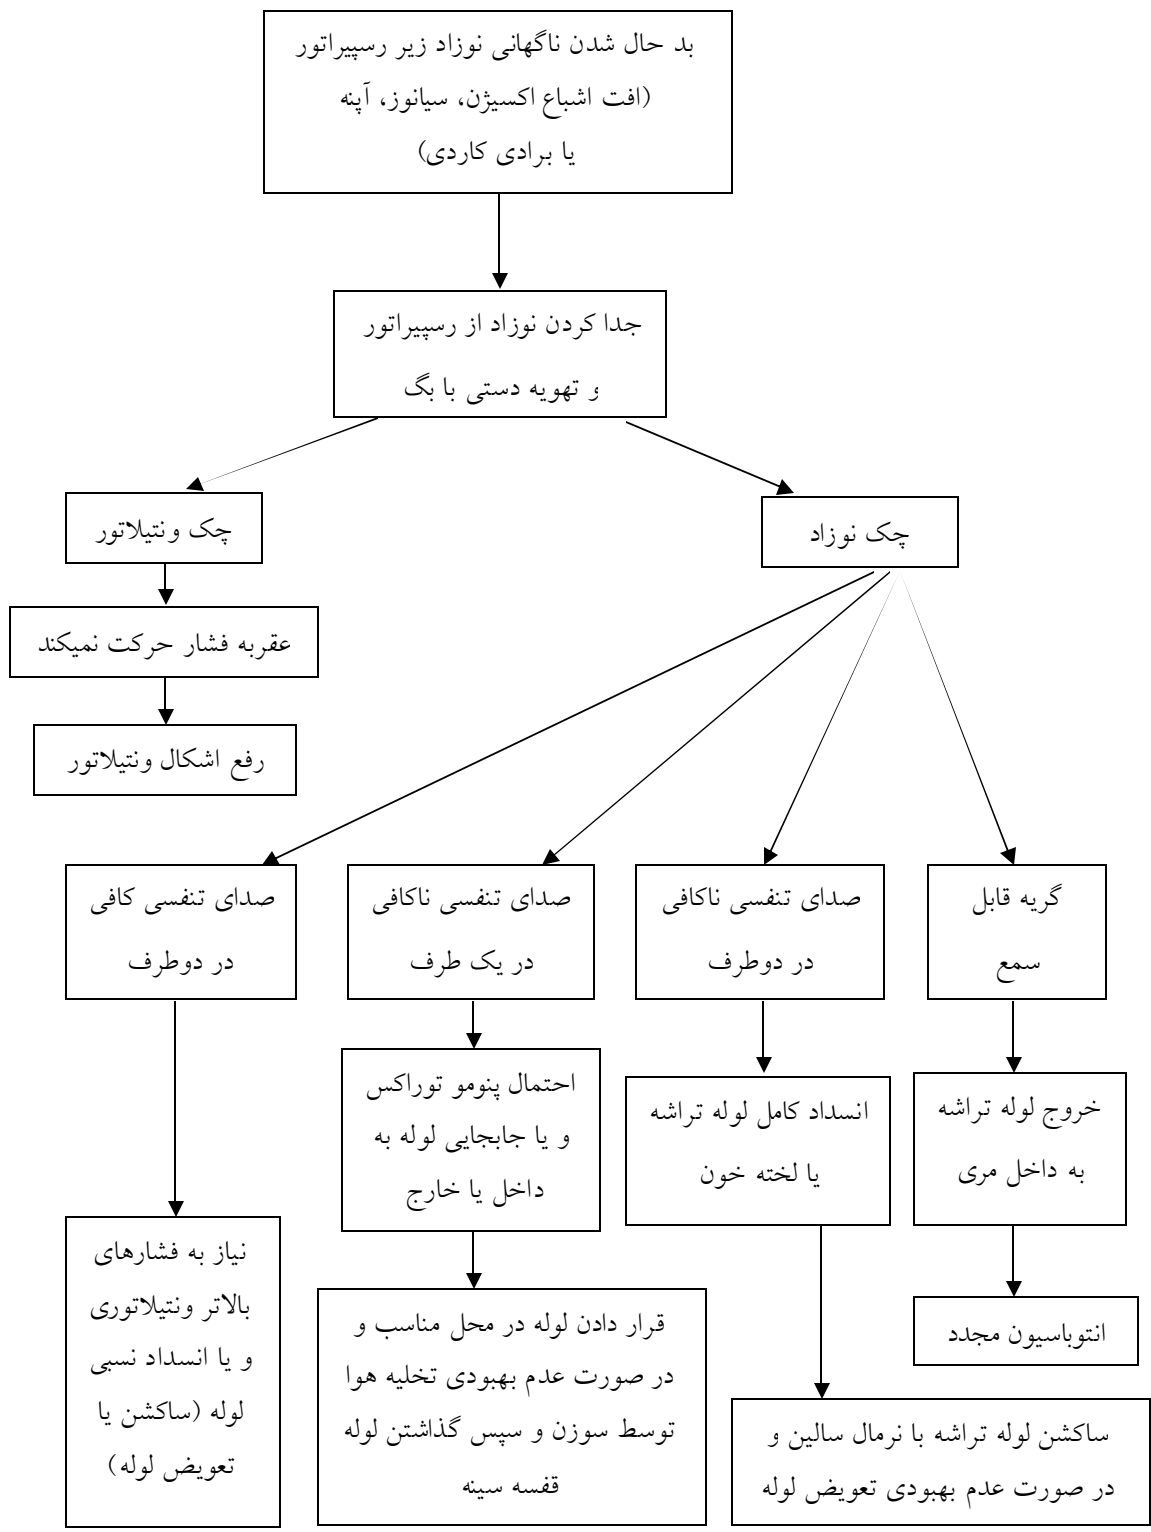 بد حال شدن ناگهانی نوزاد زیر رسپیراتور
(افت اشباع اکسیژن، سیانوز، آپنه
یا برادی کاردی)
جدا کردن نوزاد از رسپیراتور
و تهویه دستی با بگ
چک نوزاد
چک ونتیلاتور
عقربه فشار حرکت نمیکند
رفع اشکال ونتیلاتور
گریه قابل
سمع
صدای تنفسی ناکافی
در دوطرف
صدای تنفسی ناکافی
در یک طرف
صدای تنفسی کافی
در دوطرف
خروج لوله تراشه
به داخل مری
انسداد کامل لوله تراشه
یا لخته خون
احتمال پنومو توراکس
و یا جابجایی لوله به
داخل یا خارج
نیاز به فشارهای
بالاتر ونتیلاتوری
و یا انسداد نسبی
لوله (ساکشن یا
تعویض لوله)
انتوباسیون مجدد
ساکشن لوله تراشه با نرمال سالین و
در صورت عدم بهبودی تعویض لوله
قرار دادن لوله در محل مناسب و
در صورت عدم بهبودی تخلیه هوا
توسط سوزن و سپس گذاشتن لوله
قفسه سینه